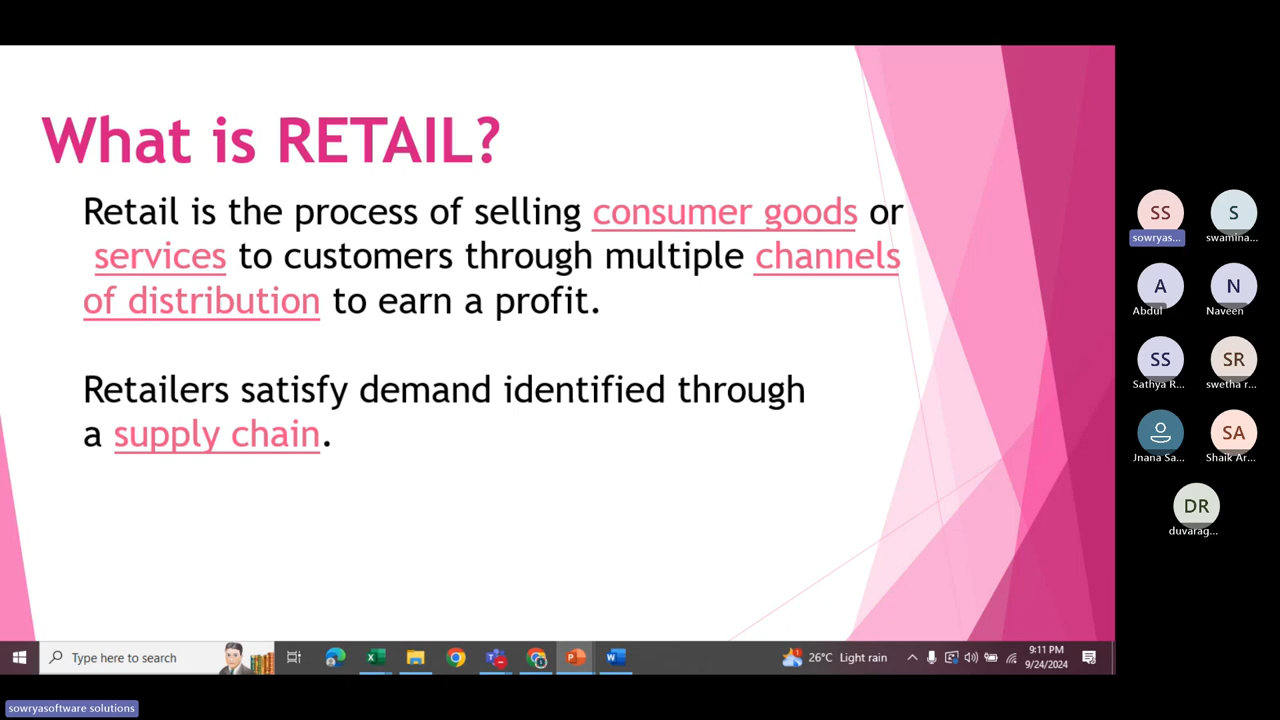 What is RETAIL?
Retail is the process of selling consumer goods or
services to customers through multiple channels
of distribution to earn a profit.
Retailers satisfy demand identified through
a supply chain.
SS
sowryas...
S
swamina...
A
Abdul
N
Naveen
SS
Sathya R...
SR
swetha r...
Jnana Sa...
SA
Shaik Ar...
DR
duvarag...
Type here to search
26°C Light rain
9:11 PM
9/24/2024
sowryasoftware solutions